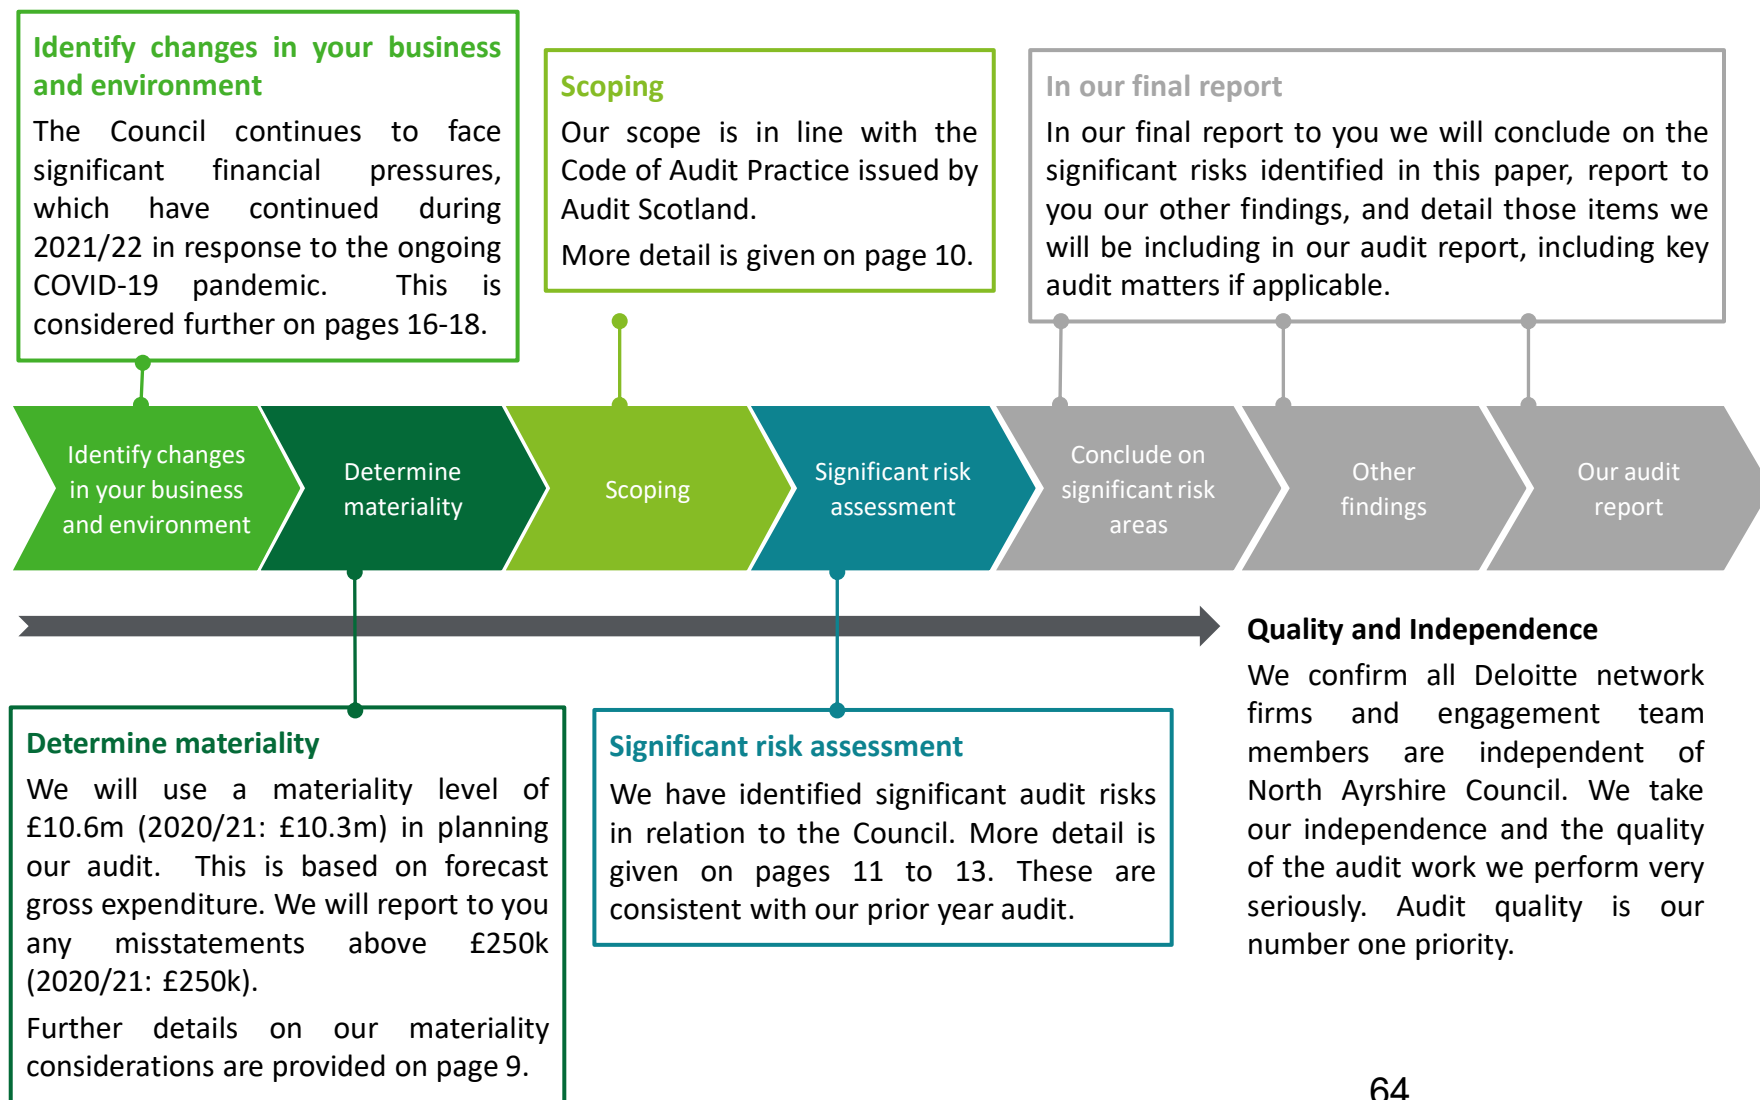 Identify changes in your business
and environment
The Council continues to face
significant financial pressures,
which have continued during
2021/22 in response to the ongoing
COVID-19 pandemic. This is
considered further on pages 16-18.
Scoping
Our scope is in line with the
Code of Audit Practice issued by
Audit Scotland.
More detail is given on page 10.
In our final report
In our final report to you we will conclude on the
significant risks identified in this paper, report to
you our other findings, and detail those items we
will be including in our audit report, including key
audit matters if applicable.
Identify changes
in your business
and environment
Determine
materiality
Scoping
Significant risk
assessment
Conclude on
significant risk
areas
Other
findings
Our audit
report
Determine materiality
We will use a materiality level of
£10.6m (2020/21: £10.3m) in planning
our audit. This is based on forecast
gross expenditure. We will report to you
any misstatements above £250k
(2020/21: £250k).
Further details on our materiality
considerations are provided on page 9.
Significant risk assessment
We have identified significant audit risks
in relation to the Council. More detail is
given on pages 11 to 13. These are
consistent with our prior year audit.
Quality and Independence
We confirm all Deloitte network
firms and engagement team
members are independent of
North Ayrshire Council. We take
our independence and the quality
of the audit work we perform very
seriously. Audit quality is our
number one priority.
64